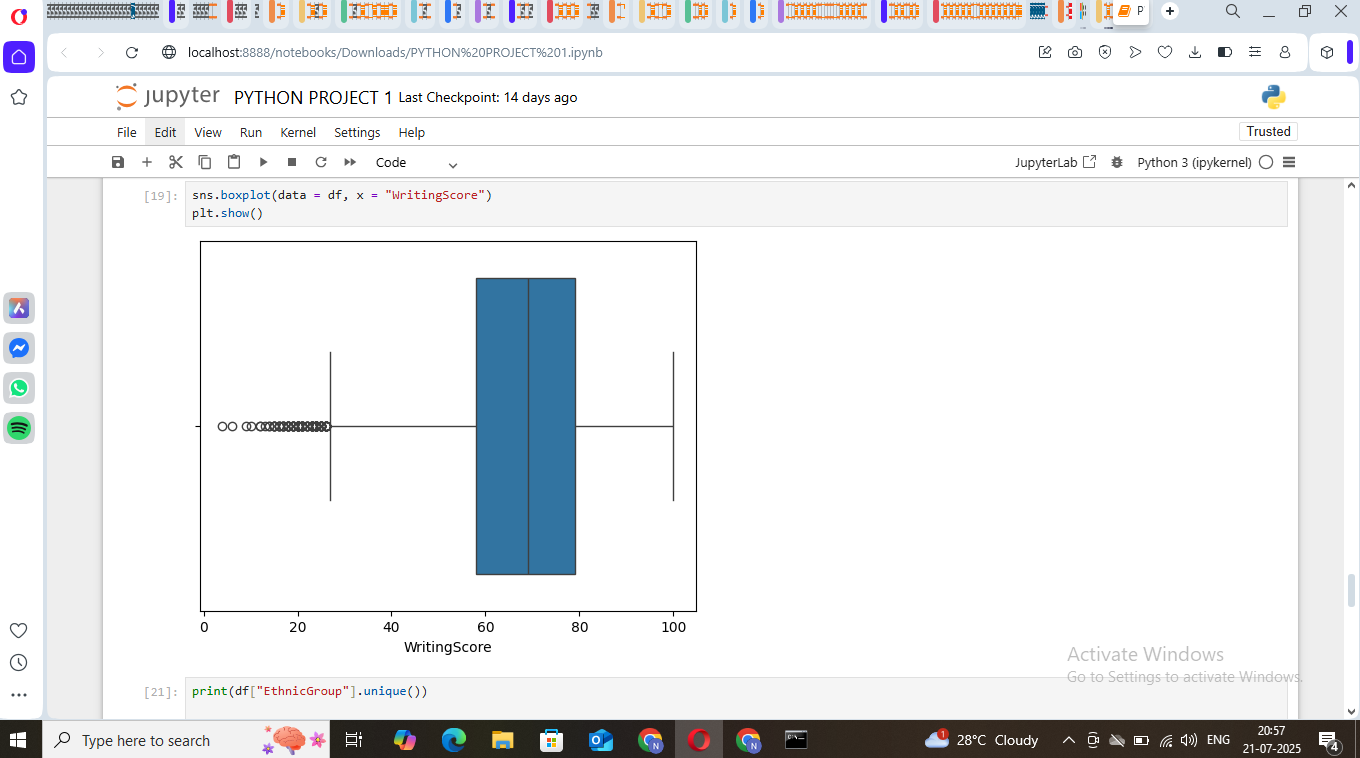 P
localhost:8888/notebooks/Downloads/PYTHON%20PROJECT%201.ipynb
jupyter PYTHON PROJECT 1 Last Checkpoint: 14 days ago
File Edit View Run Kernel Settings Help
Trusted
Code
JupyterLab
Python 3 (ipykernel)
[19]:
sns.boxplot(data = df, x = "WritingScore")
plt.show()
0 20 40 60 80 100
WritingScore
Activate Windows
Go to Settings to activate Windows.
[21]:
print(df["EthnicGroup"].unique())
Type here to search
N
N
1
28°C Cloudy
ENG
20:57
21-07-2025
4